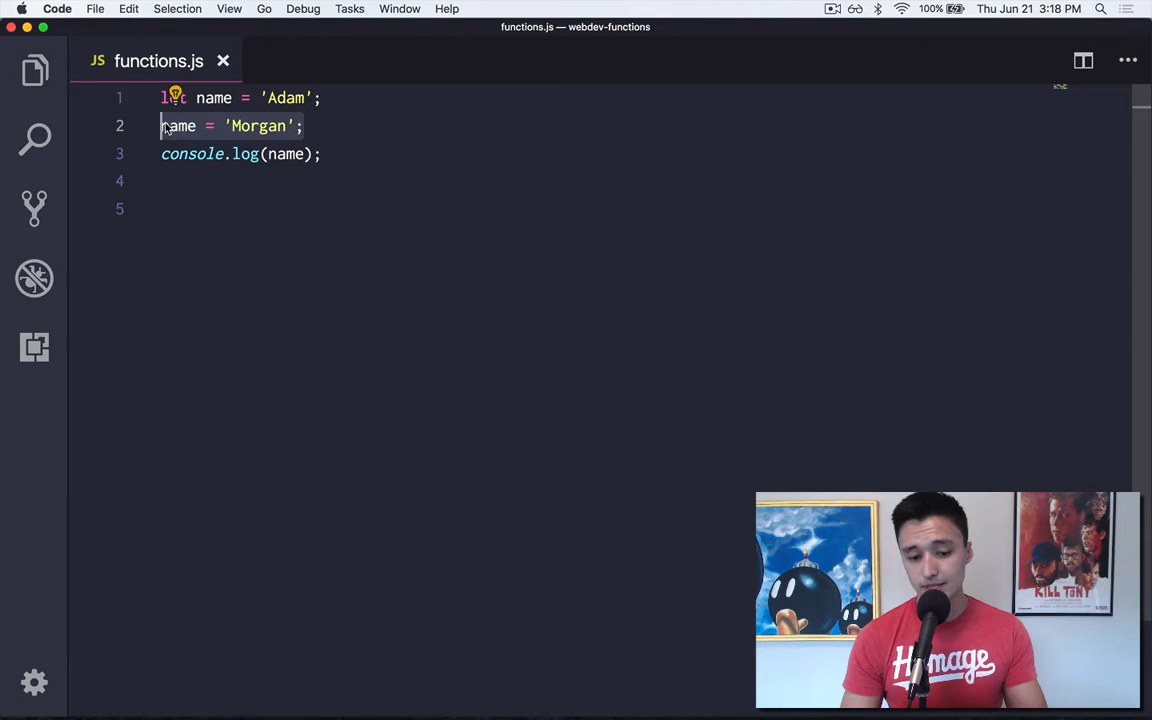 Code File Edit Selection View Go Debug Tasks Window Help 100% Thu Jun 21 3:18 PM
functions.js — webdev-functions
JS functions.js
1 let name = 'Adam';
2 name = 'Morgan';
3 console.log(name);
4
5
KILL TONY
Homage